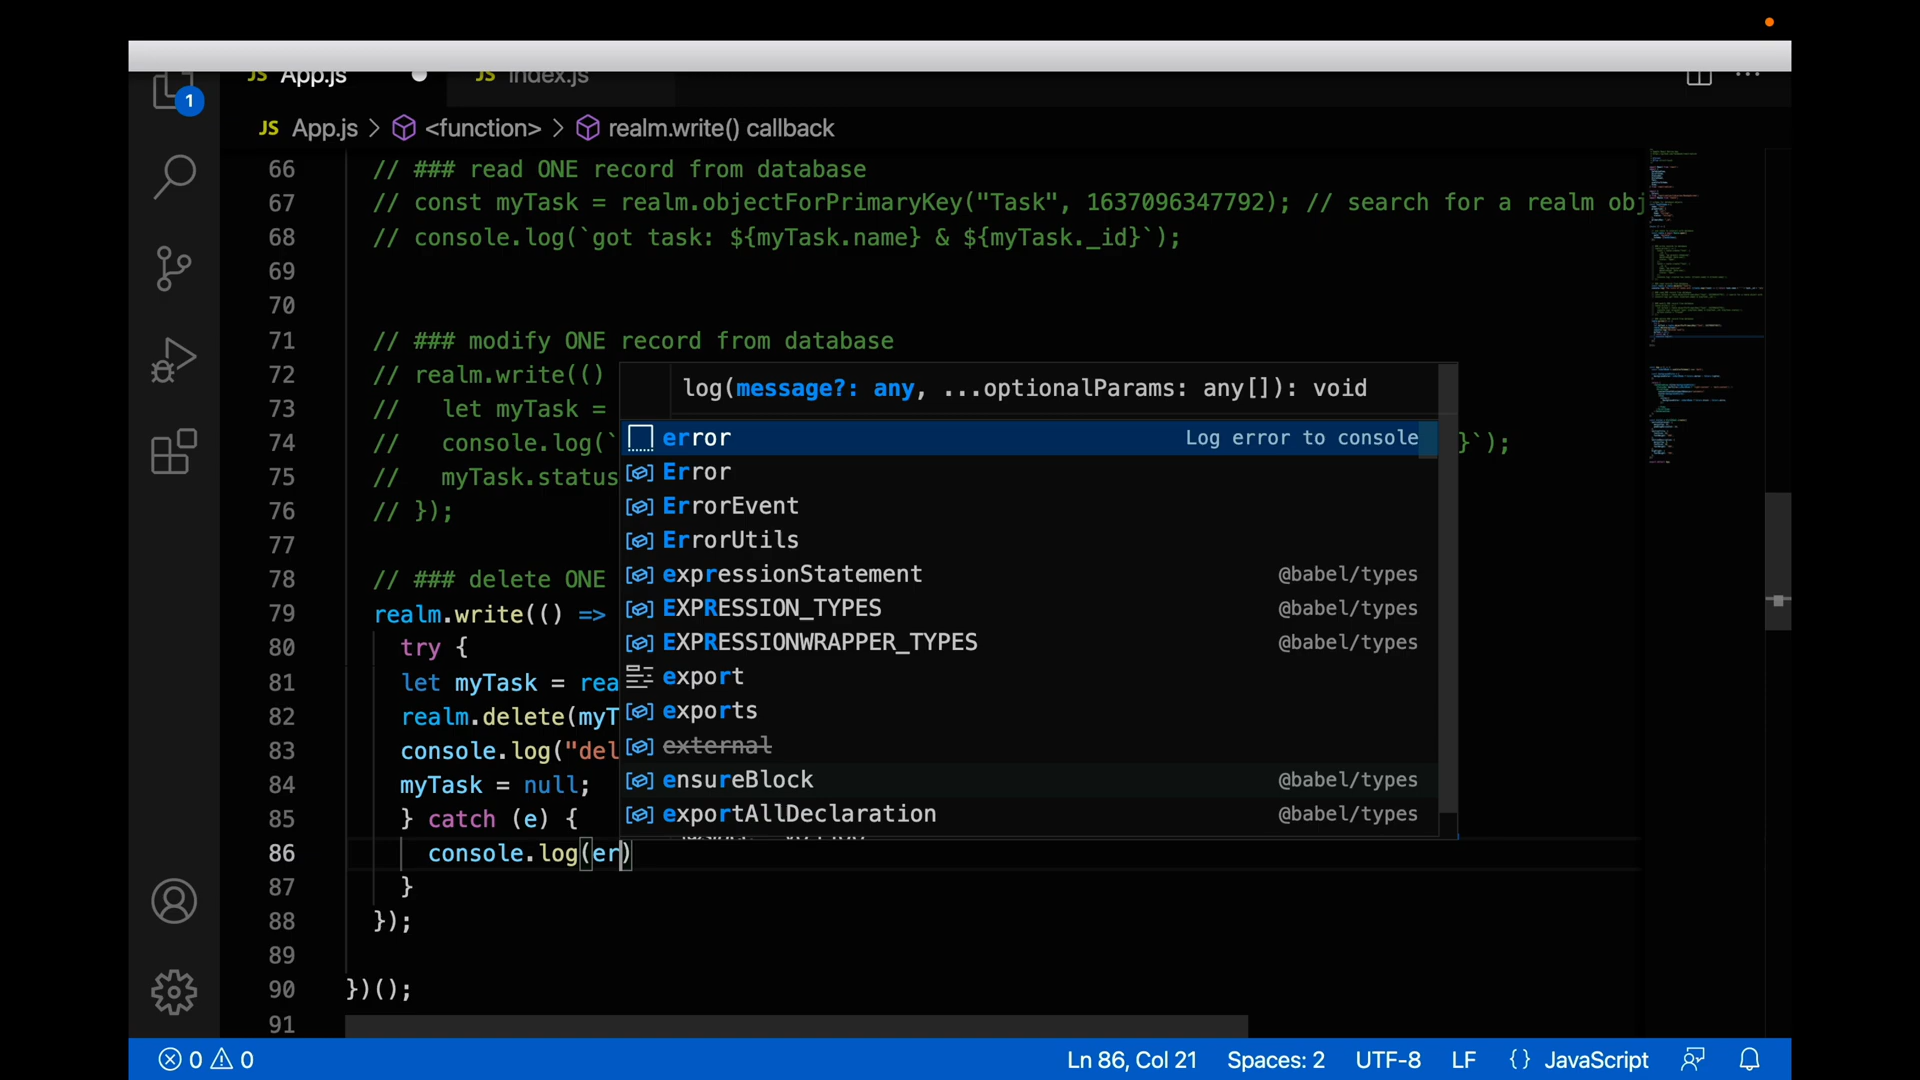 JS App.js JS index.js
1
JS App.js > <function> > realm.write() callback
66 // ### read ONE record from database
67 // const myTask = realm.objectForPrimaryKey("Task", 1637096347792); // search for a realm obj
68 // console.log(`got task: ${myTask.name} & ${myTask._id}`);
69
70
71 // ### modify ONE record from database
72 // realm.write(()
73 // let myTask =
74 // console.log(` }`);
75 // myTask.status
76 // });
77
78 // ### delete ONE
79 realm.write(() =>
80 try {
81 let myTask = rea
82 realm.delete(myT
83 console.log("del
84 myTask = null;
85 } catch (e) {
86 console.log(er)
87 }
88 });
89
90 })();
91
log(message?: any, ...optionalParams: any[]): void
error Log error to console
Error
ErrorEvent
ErrorUtils
expressionStatement @babel/types
EXPRESSION_TYPES @babel/types
EXPRESSIONWRAPPER_TYPES @babel/types
export
exports
external
ensureBlock @babel/types
exportAllDeclaration @babel/types
0 0 Ln 86, Col 21 Spaces: 2 UTF-8 LF {} JavaScript